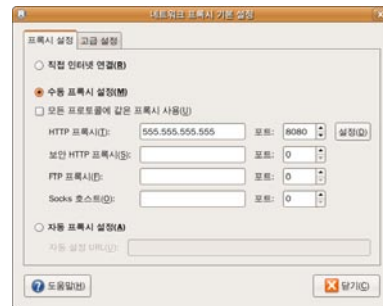 네트워크 프록시 기본 설정
프록시 설정 고급 설정
직접 인터넷 연결(R)
수동 프록시 설정(M)
모든 프로토콜에 같은 프록시 사용(U)
HTTP 프록시(T): 555.555.555.555 포트: 8080 설정(D)
보안 HTTP 프록시(S): 포트: 0
FTP 프록시(F): 포트: 0
Socks 호스트(O): 포트: 0
자동 프록시 설정(A)
자동 설정 URL(U):
도움말(H) 닫기(C)